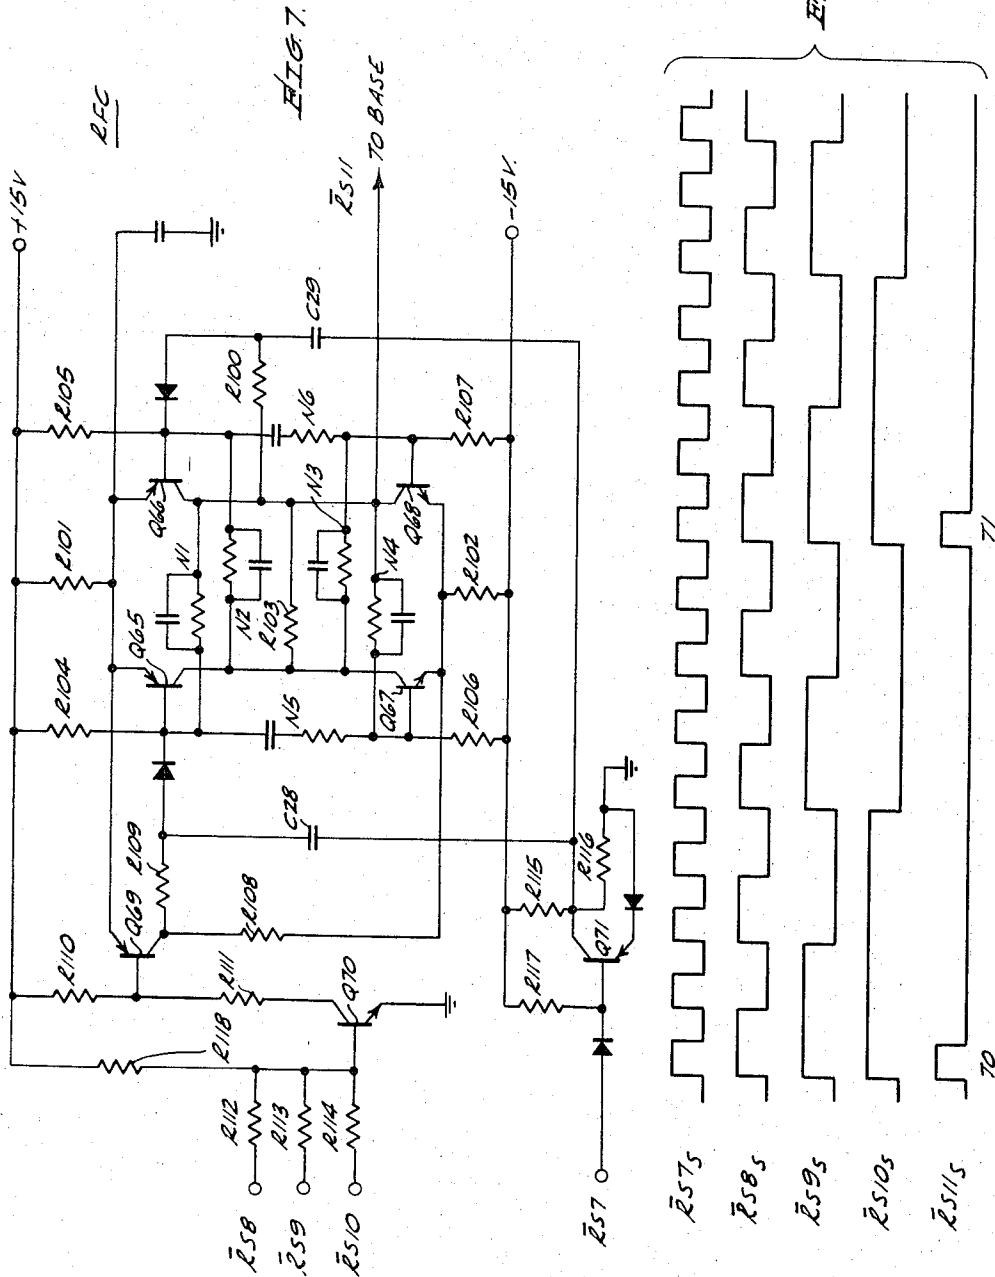 FIG. 7.
RFC
+15V
R105
R101
R104
R110
R118
Q66
Q65
N1
R100
C29
N6
N2
R103
N3
N4
N5
R̄S11
TO BASE
Q69
R109
C28
R108
R111
Q70
Q68
Q67
R107
R102
R106
-15V.
R̄S8
R112
R̄S9
R113
R̄S10
R114
R115
R116
R117
Q71
R̄S7
R̄S7s
R̄S8s
R̄S9s
R̄S10s
R̄S11s
T0
T1